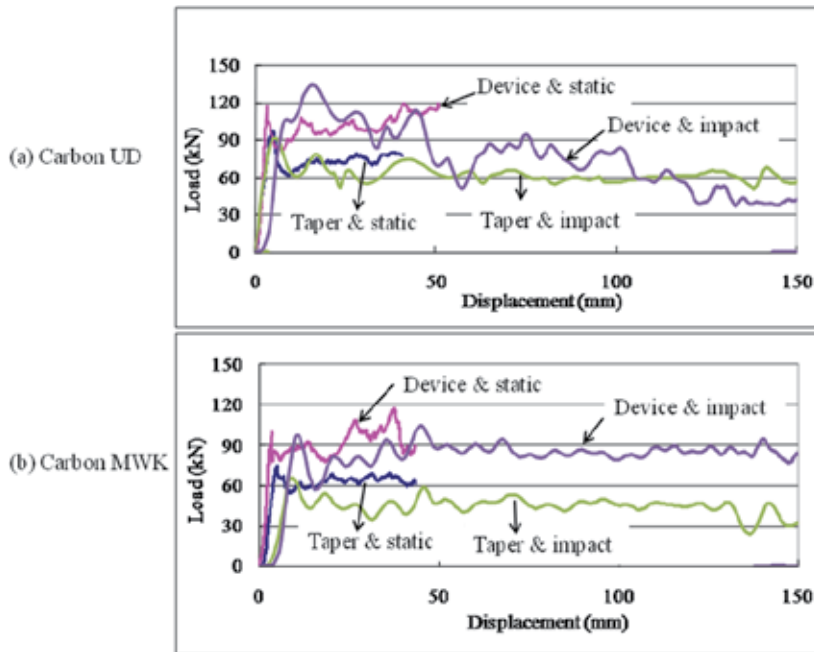 (a) Carbon UD
Load (kN)
150
120
90
60
30
0
Device & static
Device & impact
Taper & static
Taper & impact
0
50
100
150
Displacement (mm)
(b) Carbon MWK
Load (kN)
150
120
90
60
30
0
Device & static
Device & impact
Taper & static
Taper & impact
0
50
100
150
Displacement (mm)